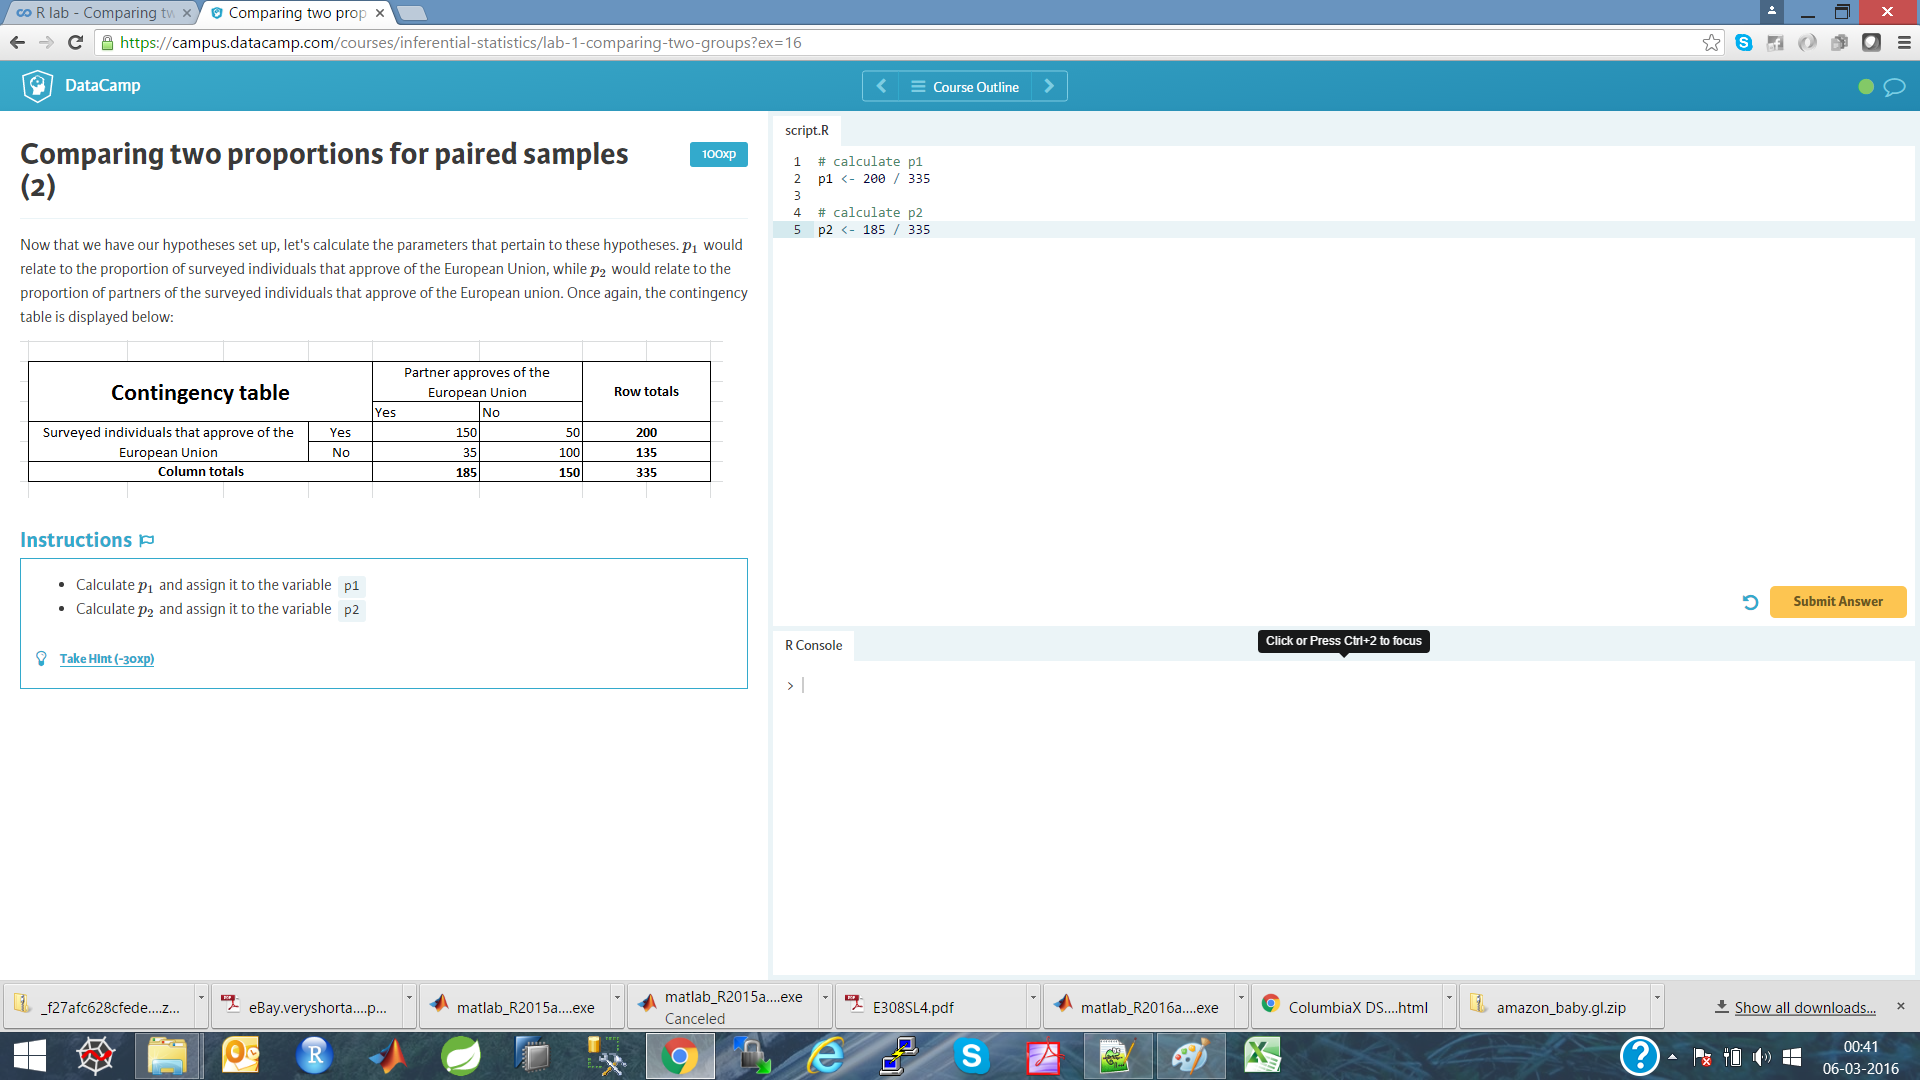 R lab - Comparing tw
Comparing two prop
https://campus.datacamp.com/courses/inferential-statistics/lab-1-comparing-two-groups?ex=16
DataCamp
Course Outline
Comparing two proportions for paired samples
(2)
100xp
Now that we have our hypotheses set up, let's calculate the parameters that pertain to these hypotheses. p1 would
relate to the proportion of surveyed individuals that approve of the European Union, while p2 would relate to the
proportion of partners of the surveyed individuals that approve of the European union. Once again, the contingency
table is displayed below:
Contingency table
Partner approves of the
European Union
Row totals
Yes No
Surveyed individuals that approve of the
European Union
Yes 150 50 200
No 35 100 135
Column totals 185 150 335
Instructions
• Calculate p1 and assign it to the variable p1
• Calculate p2 and assign it to the variable p2
Take Hint (-30xp)
script.R
1 # calculate p1
2 p1 <- 200 / 335
3
4 # calculate p2
5 p2 <- 185 / 335
Submit Answer
Click or Press Ctrl+2 to focus
R Console
>
_f27afc628cfede....z...
eBay.veryshorta....p...
matlab_R2015a....exe
matlab_R2015a....exe
Canceled
E308SL4.pdf
matlab_R2016a....exe
ColumbiaX DS....html
amazon_baby.gl.zip
Show all downloads...
00:41
06-03-2016